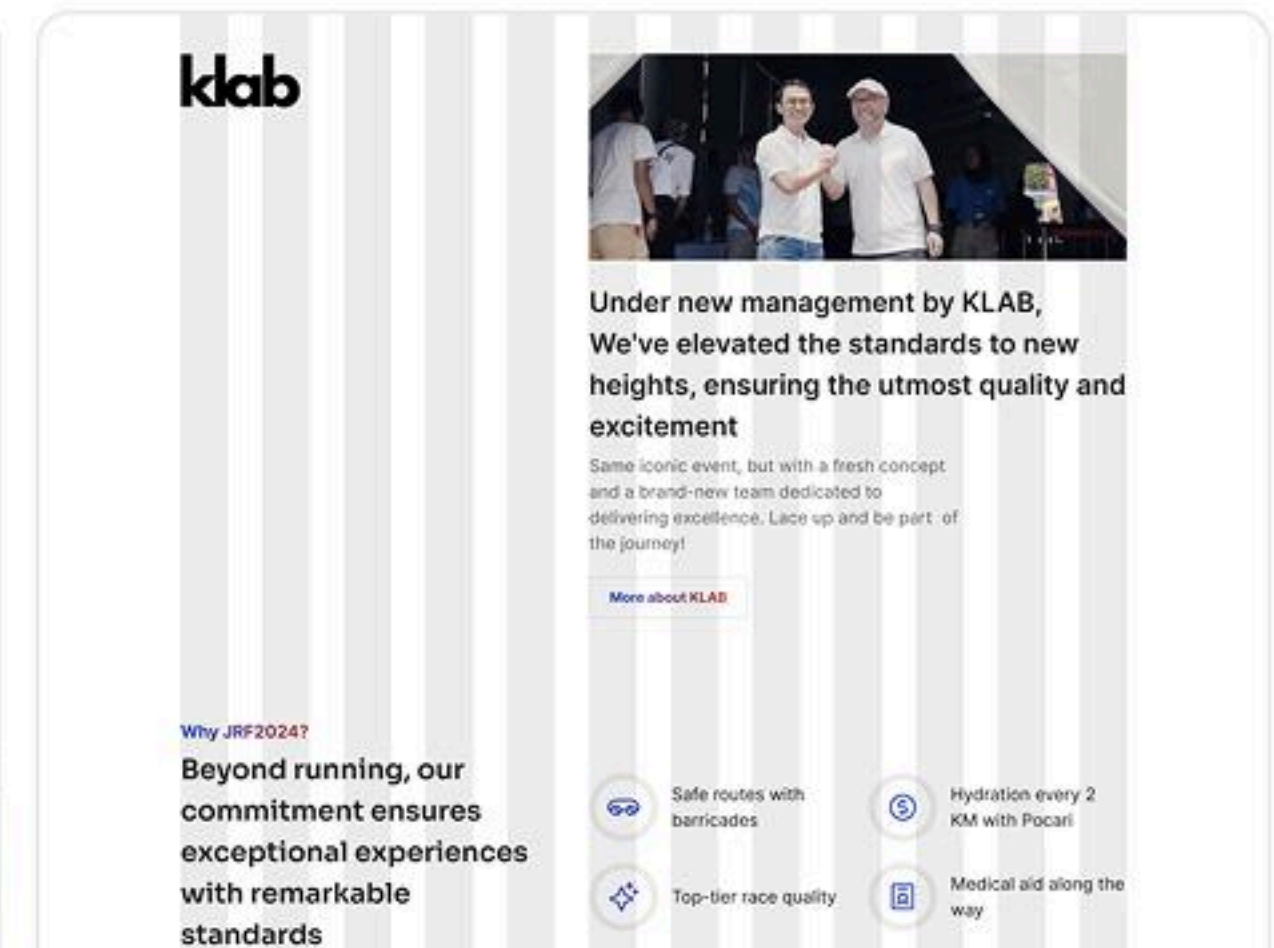 klab
Under new management by KLAB,
We've elevated the standards to new
heights, ensuring the utmost quality and
excitement
Same iconic event, but with a fresh concept
and a brand-new team dedicated to
delivering excellence. Lace up and be part of
the journey!
More about KLAB
Why JRF2024?
Beyond running, our
commitment ensures
exceptional experiences
with remarkable
standards
Safe routes with
barricades
Hydration every 2
KM with Pocari
Top-tier race quality
Medical aid along the
way